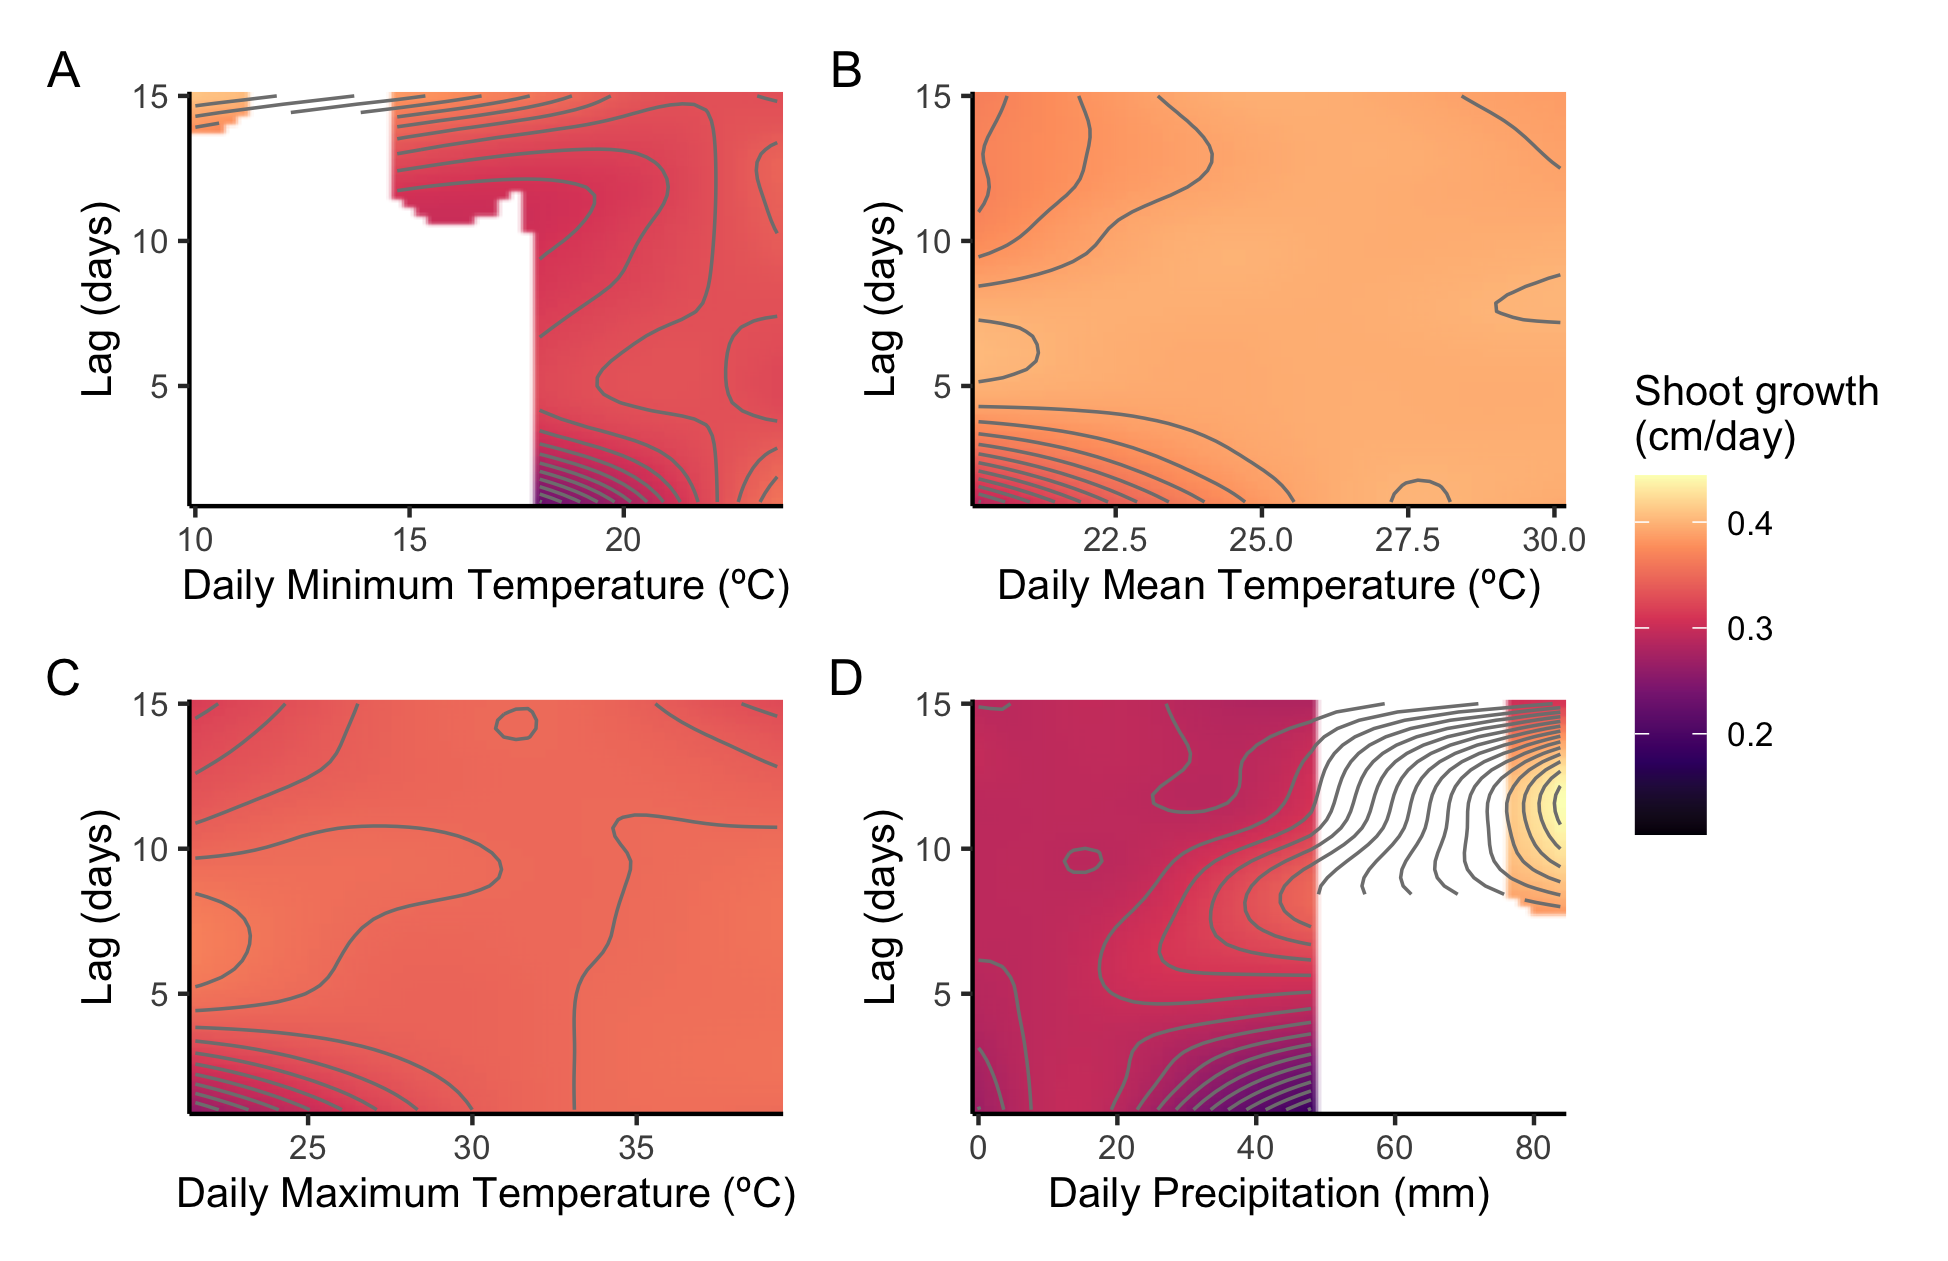 A
15
10
5
Lag (days)
10
15
20
Daily Minimum Temperature (ºC)
B
15
10
5
Lag (days)
22.5
25.0
27.5
30.0
Daily Mean Temperature (ºC)
C
15
10
5
Lag (days)
25
30
35
Daily Maximum Temperature (ºC)
D
15
10
5
Lag (days)
0
20
40
60
80
Daily Precipitation (mm)
Shoot growth
(cm/day)
0.4
0.3
0.2